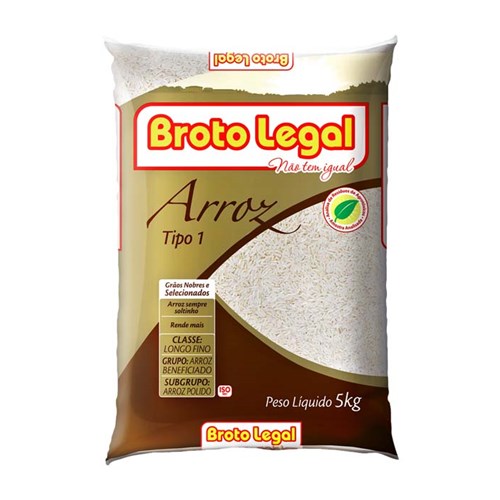 Broto Legal
Broto Legal
Não tem igual
Arroz
Tipo 1
Grãos Nobres e
Selecionados
Arroz sempre
soltinho
Rende mais
CLASSE:
LONGO FINO
GRUPO: ARROZ
BENEFICIADO
SUBGRUPO:
ARROZ POLIDO
ISO
Peso Líquido 5kg
Broto Legal